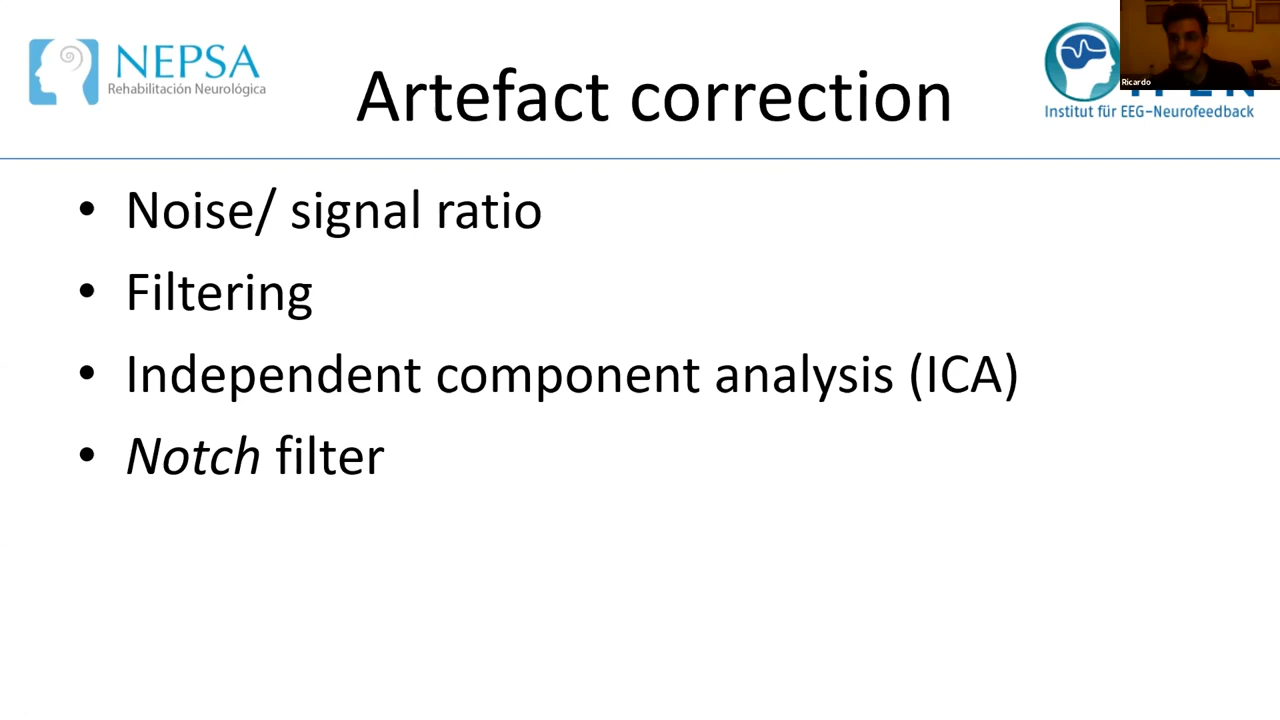 NEPSA
Rehabilitación Neurológica
Artefact correction
Ricardo
Institut für EEG-Neurofeedback
• Noise/ signal ratio
• Filtering
• Independent component analysis (ICA)
• Notch filter